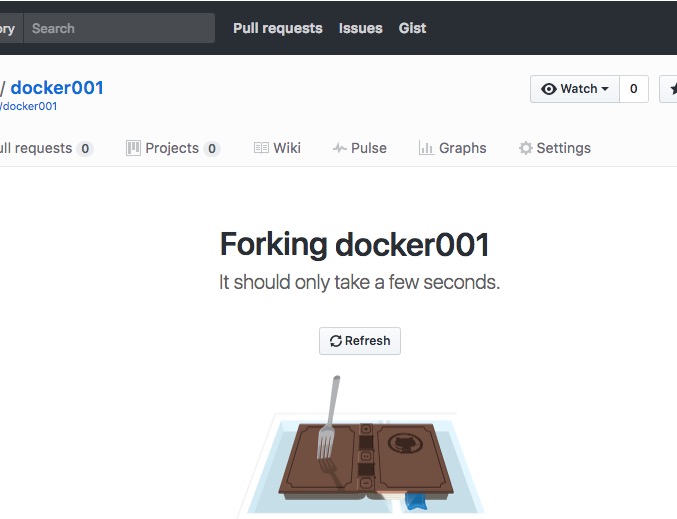 ory Search Pull requests Issues Gist
/ docker001 Watch 0
/docker001
ull requests 0 Projects 0 Wiki Pulse Graphs Settings
Forking docker001
It should only take a few seconds.
Refresh